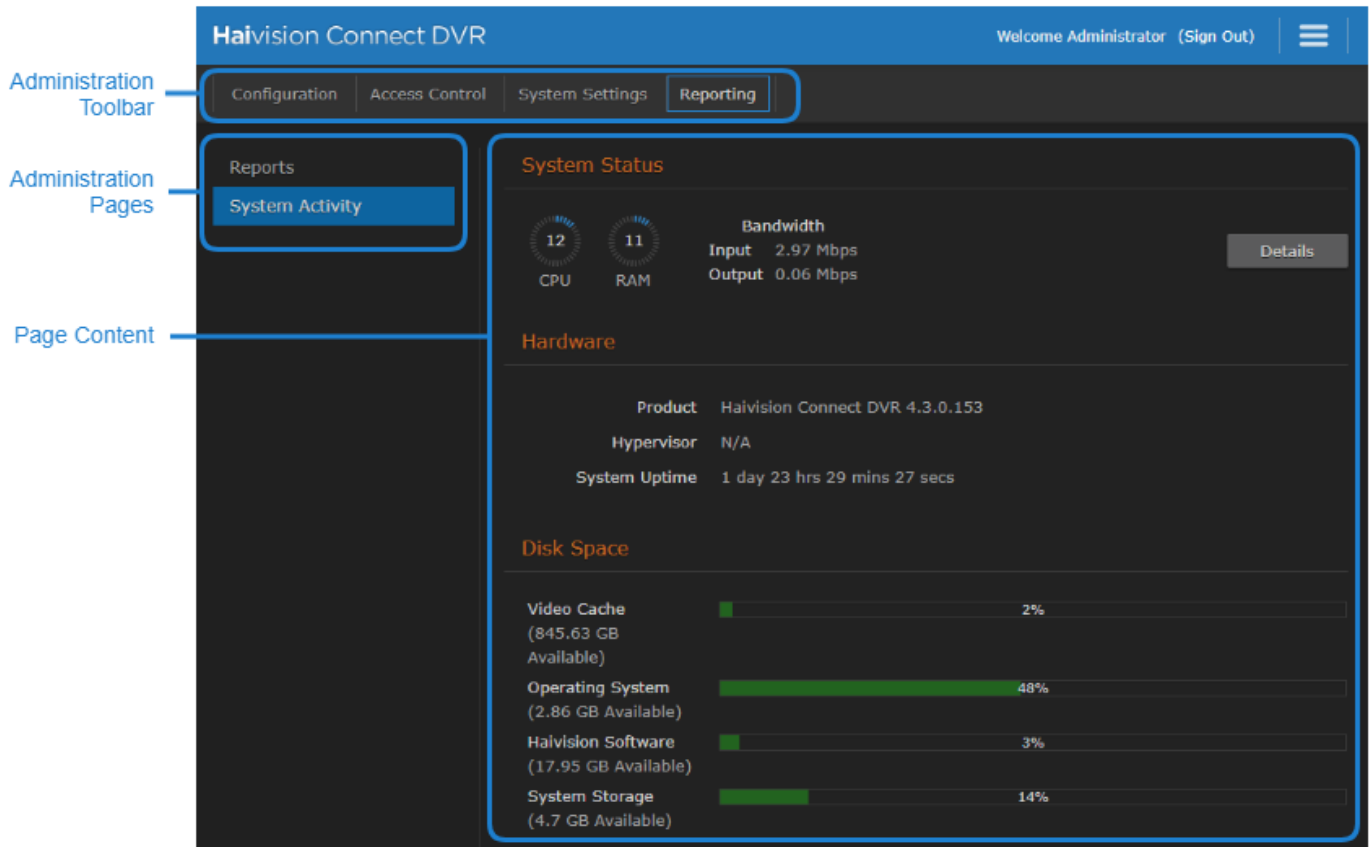 Haivision Connect DVR
Welcome Administrator (Sign Out)
Administration
Toolbar
Configuration
Access Control
System Settings
Reporting
Administration
Pages
Reports
System Activity
Page Content
System Status
12
CPU
11
RAM
Bandwidth
Input 2.97 Mbps
Output 0.06 Mbps
Details
Hardware
Product Haivision Connect DVR 4.3.0.153
Hypervisor N/A
System Uptime 1 day 23 hrs 29 mins 27 secs
Disk Space
Video Cache
(845.63 GB
Available)
2%
Operating System
(2.86 GB Available)
48%
Haivision Software
(17.95 GB Available)
3%
System Storage
(4.7 GB Available)
14%